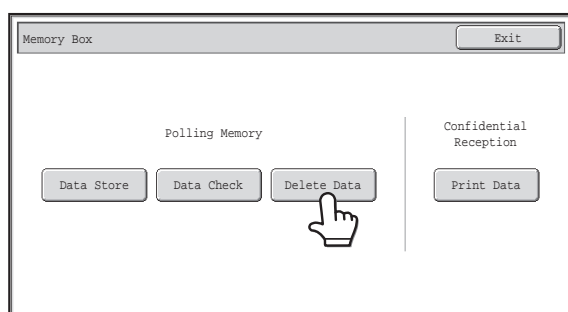 Memory Box
Exit
Polling Memory
Confidential
Reception
Data Store
Data Check
Delete Data
Print Data